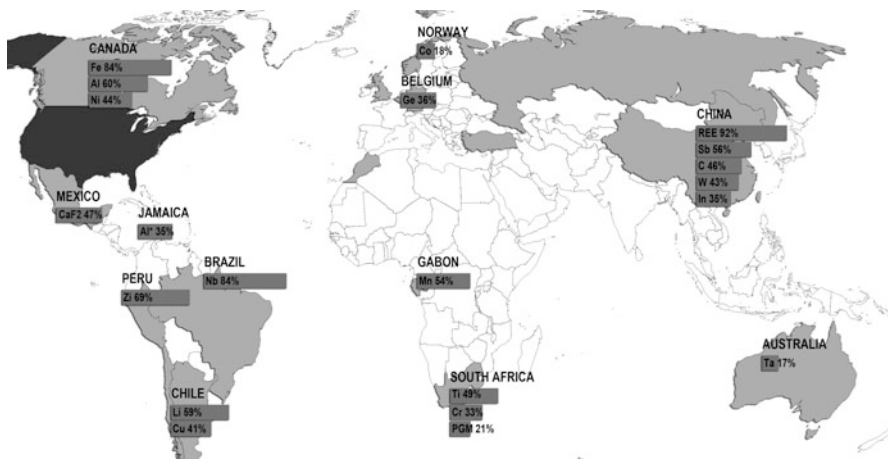 CANADA
Fe 84%
Al 60%
Ni 44%
NORWAY
Co 18%
BELGIUM
Ge 36%
CHINA
REE 92%
Sb 56%
C 46%
W 43%
In 35%
MEXICO
CaF2 47%
JAMAICA
Al* 35%
BRAZIL
Nb 84%
PERU
Zi 69%
GABON
Mn 54%
AUSTRALIA
Ta 17%
SOUTH AFRICA
Ti 49%
Cr 33%
PGM 21%
CHILE
Li 59%
Cu 41%